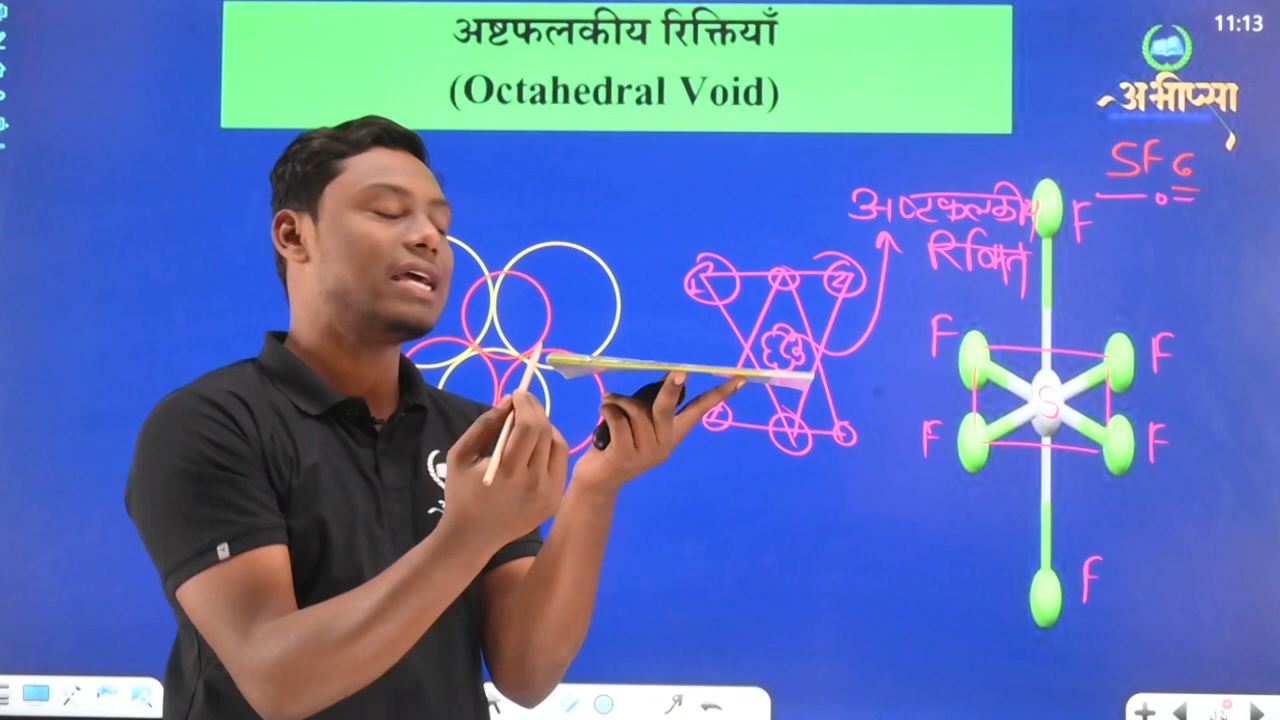 अष्टफलकीय रिक्तियाँ
(Octahedral Void)
11:13
अभीप्सा
SF6
अष्टफलकीय
रिक्ति
F
F
F
S
F
F
F